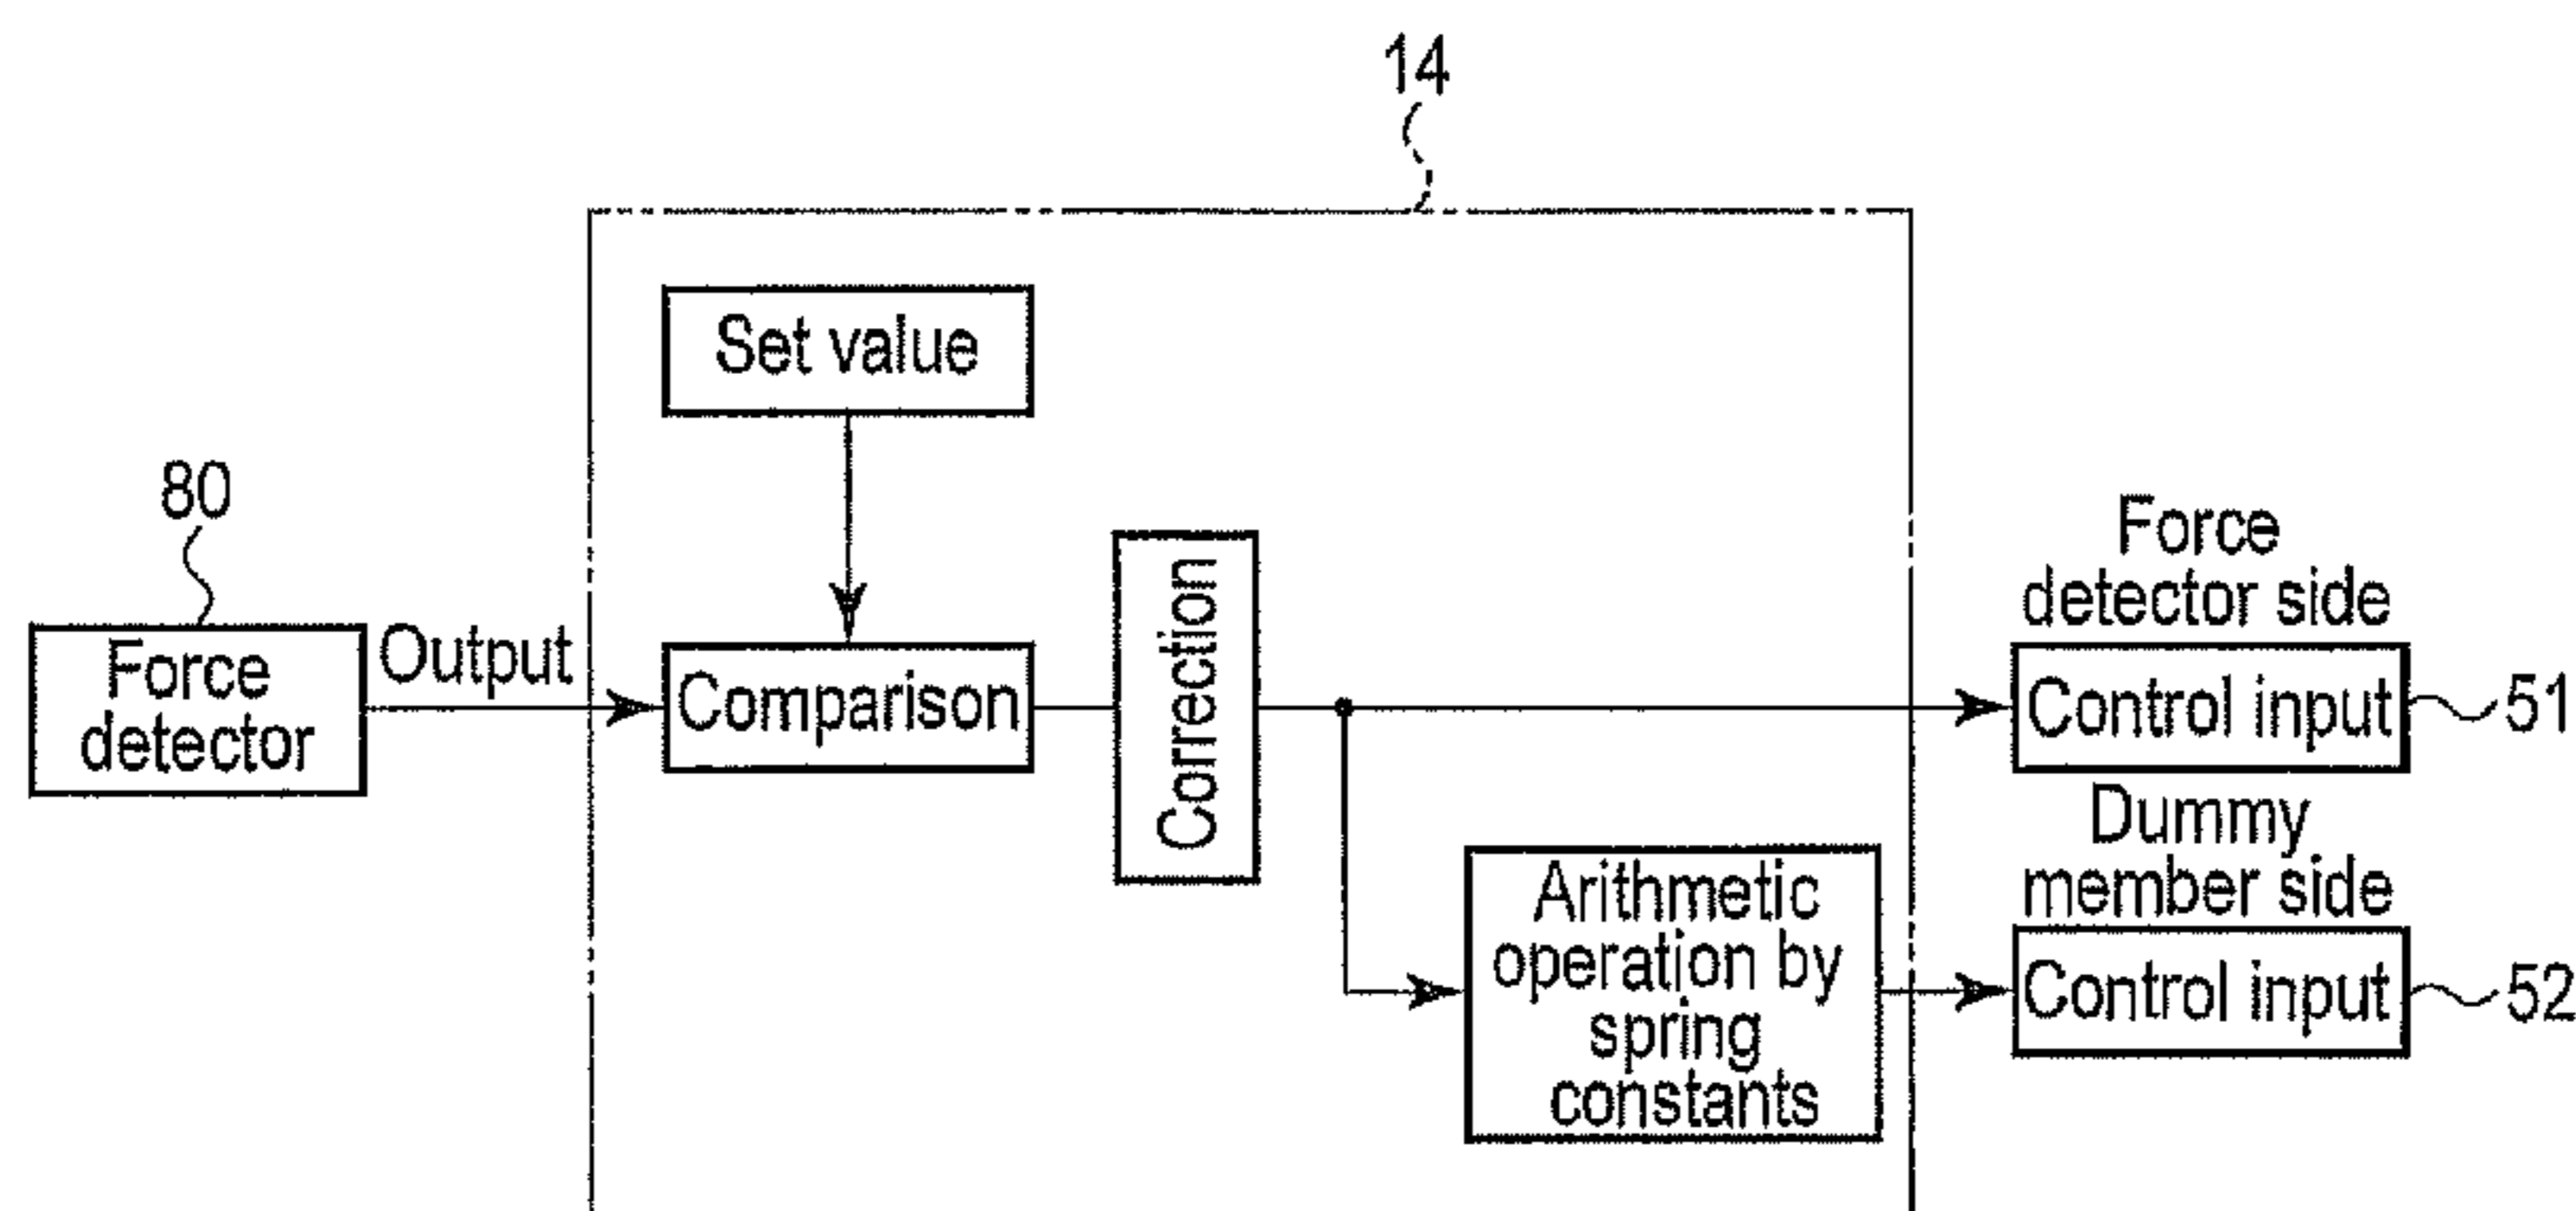 14
Set value
80
Force
detector
Output
Comparison
Correction
Force
detector side
Control input
51
Dummy
member side
Control input
52
Arithmetic
operation by
spring
constants